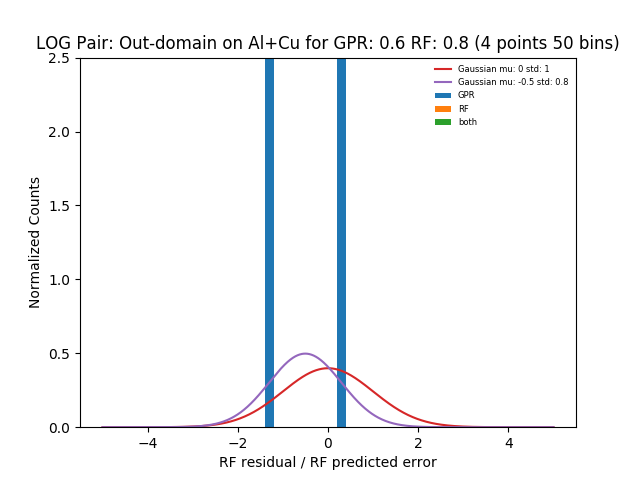 LOG Pair: Out-domain on Al+Cu for GPR: 0.6 RF: 0.8 (4 points 50 bins)
2.5
2.0
1.5
1.0
0.5
0.0
Normalized Counts
Gaussian mu: 0 std: 1
Gaussian mu: -0.5 std: 0.8
GPR
RF
both
−4 −2 0 2 4
RF residual / RF predicted error